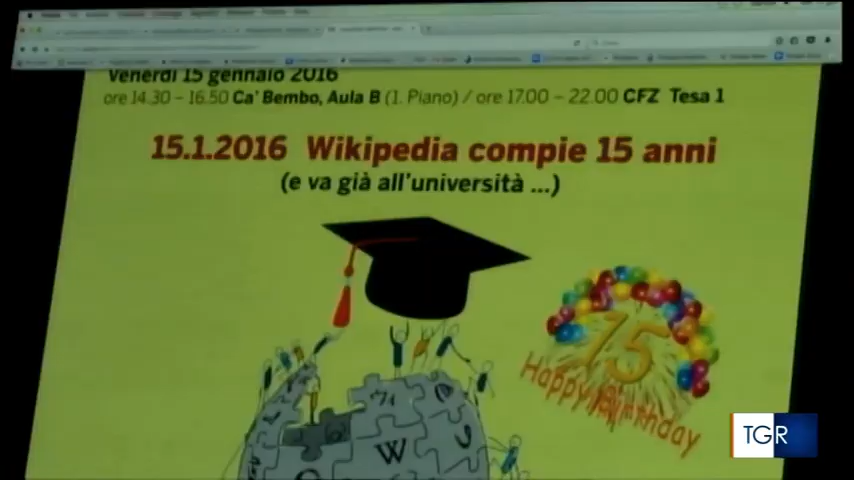 Venerdì 15 gennaio 2016
ore 14.30 – 16.50 Ca' Bembo, Aula B (1. Piano) / ore 17.00 – 22.00 CFZ Tesa 1
15.1.2016 Wikipedia compie 15 anni
(e va già all'università ...)
15
Happy Birthday
W
TGR